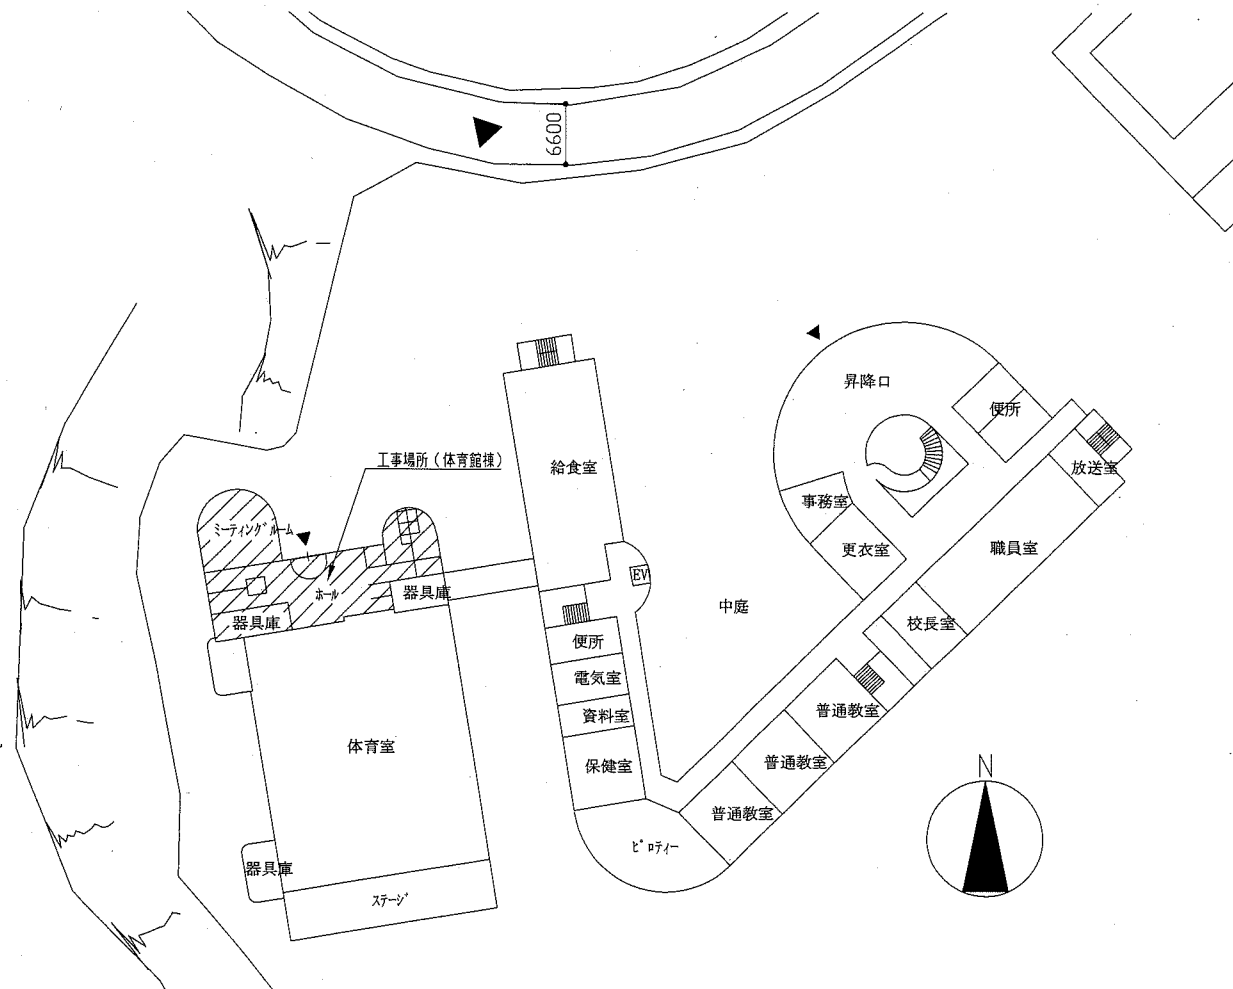 6600
昇降口
便所
工事場所(体育館棟)
給食室
放送室
事務室
ミーティングルーム
更衣室
職員室
EV
ホール
器具庫
中庭
器具庫
校長室
便所
電気室
資料室
普通教室
体育室
保健室
普通教室
N
普通教室
ピロティー
器具庫
ステージ